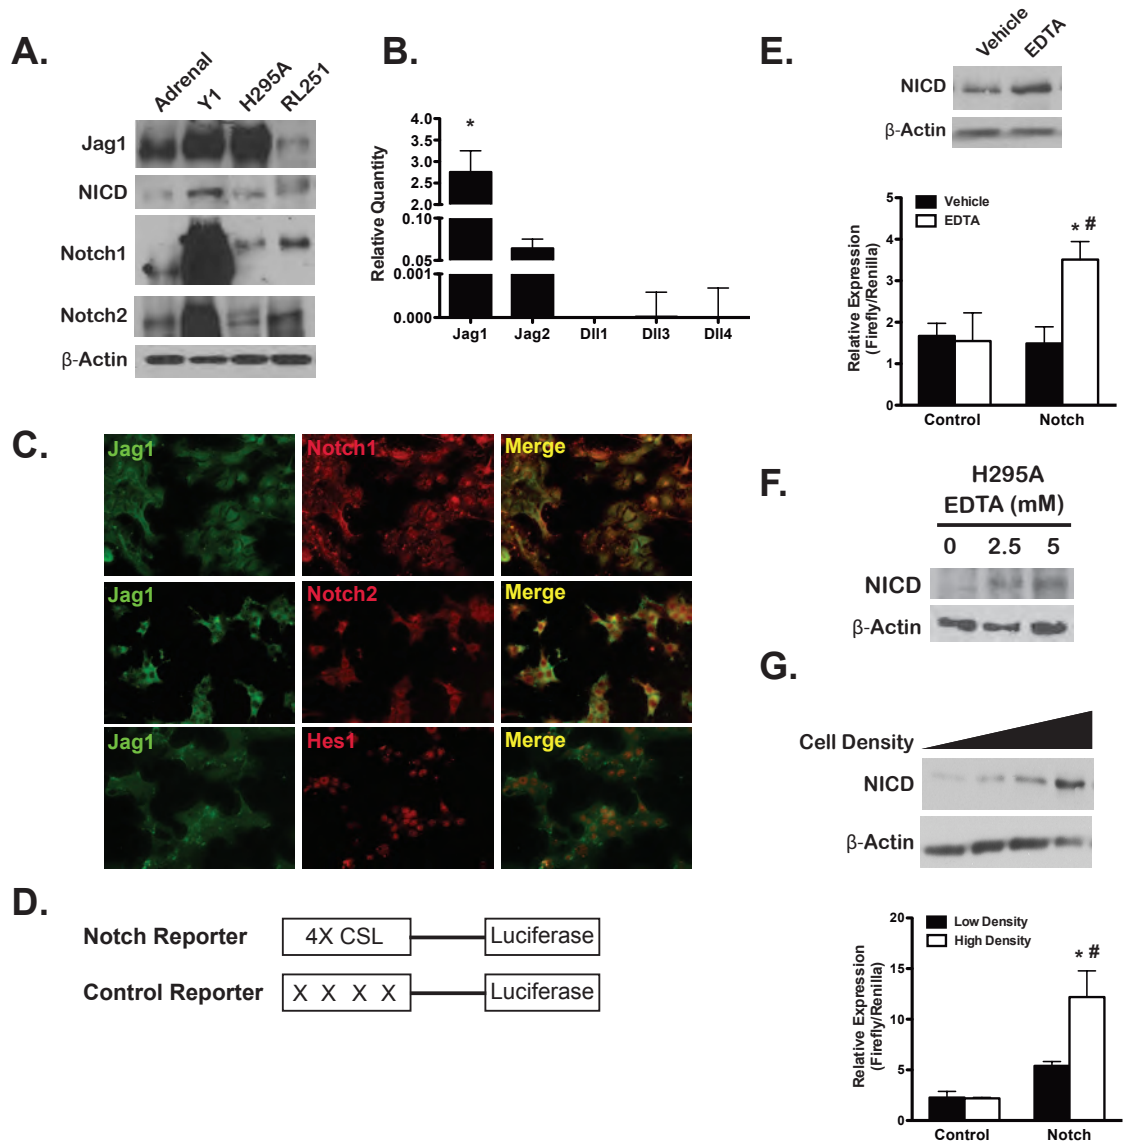 A.
Adrenal
Y1
H295A
RL251
Jag1
NICD
Notch1
Notch2
β-Actin
B.
Relative Quantity
4.0
3.5
3.0
2.5
2.0
0.10
0.05
0.001
0.000
*
Jag1 Jag2 Dll1 Dll3 Dll4
C.
Jag1 Notch1 Merge
Jag1 Notch2 Merge
Jag1 Hes1 Merge
D.
Notch Reporter 4X CSL Luciferase
Control Reporter X X X X Luciferase
E.
Vehicle
EDTA
NICD
β-Actin
Relative Expression
(Firefly/Renilla)
5
4
3
2
1
0
Vehicle
EDTA
* #
Control Notch
F.
H295A
EDTA (mM)
0 2.5 5
NICD
β-Actin
G.
Cell Density
NICD
β-Actin
Relative Expression
(Firefly/Renilla)
20
15
10
5
0
Low Density
High Density
* #
Control Notch